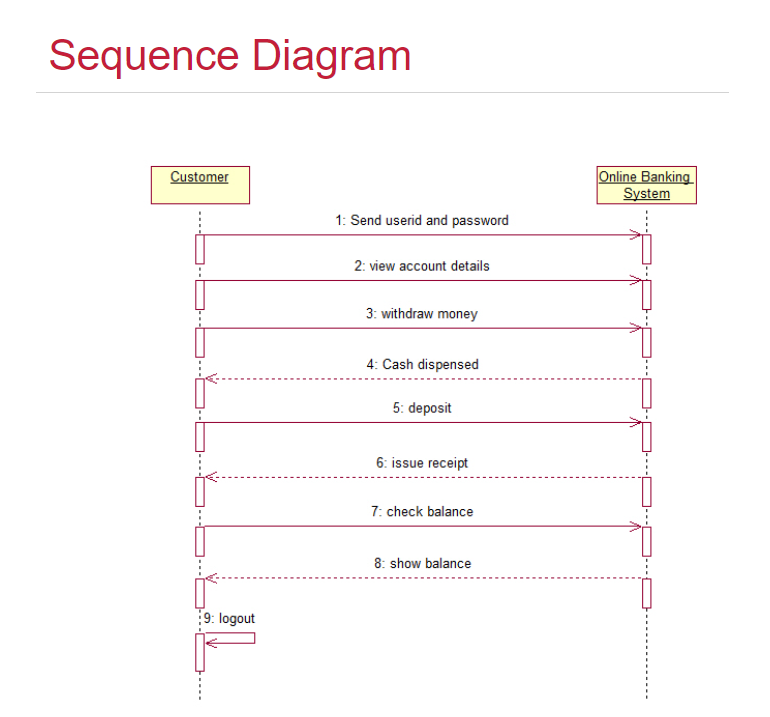 Sequence Diagram
Customer
Online Banking
System
1: Send userid and password
2: view account details
3: withdraw money
4: Cash dispensed
5: deposit
6: issue receipt
7: check balance
8: show balance
9: logout